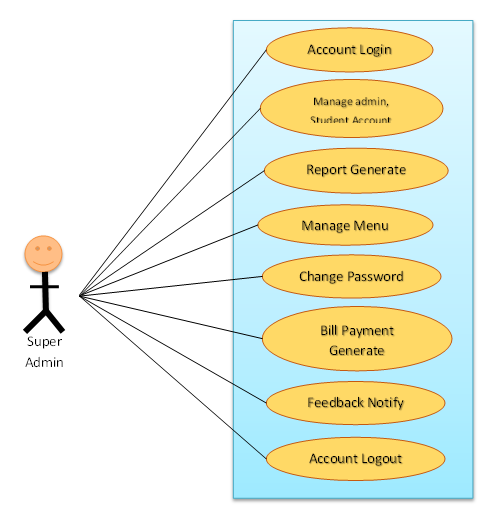 Account Login
Manage admin,
Student Account
Report Generate
Manage Menu
Change Password
Bill Payment
Generate
Feedback Notify
Account Logout
Super
Admin